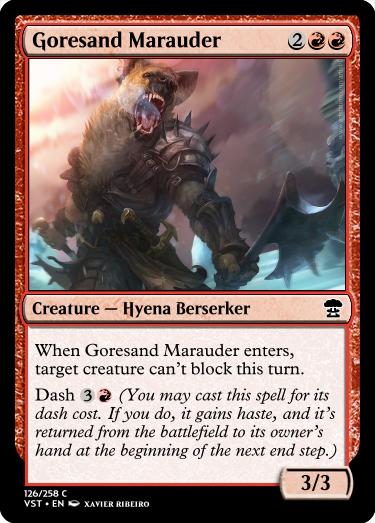 Goresand Marauder 2
Creature — Hyena Berserker
When Goresand Marauder enters,
target creature can't block this turn.
Dash 3 (You may cast this spell for its
dash cost. If you do, it gains haste, and it's
returned from the battlefield to its owner's
hand at the beginning of the next end step.)
3/3
126/258 C
VST • EN XAVIER RIBEIRO